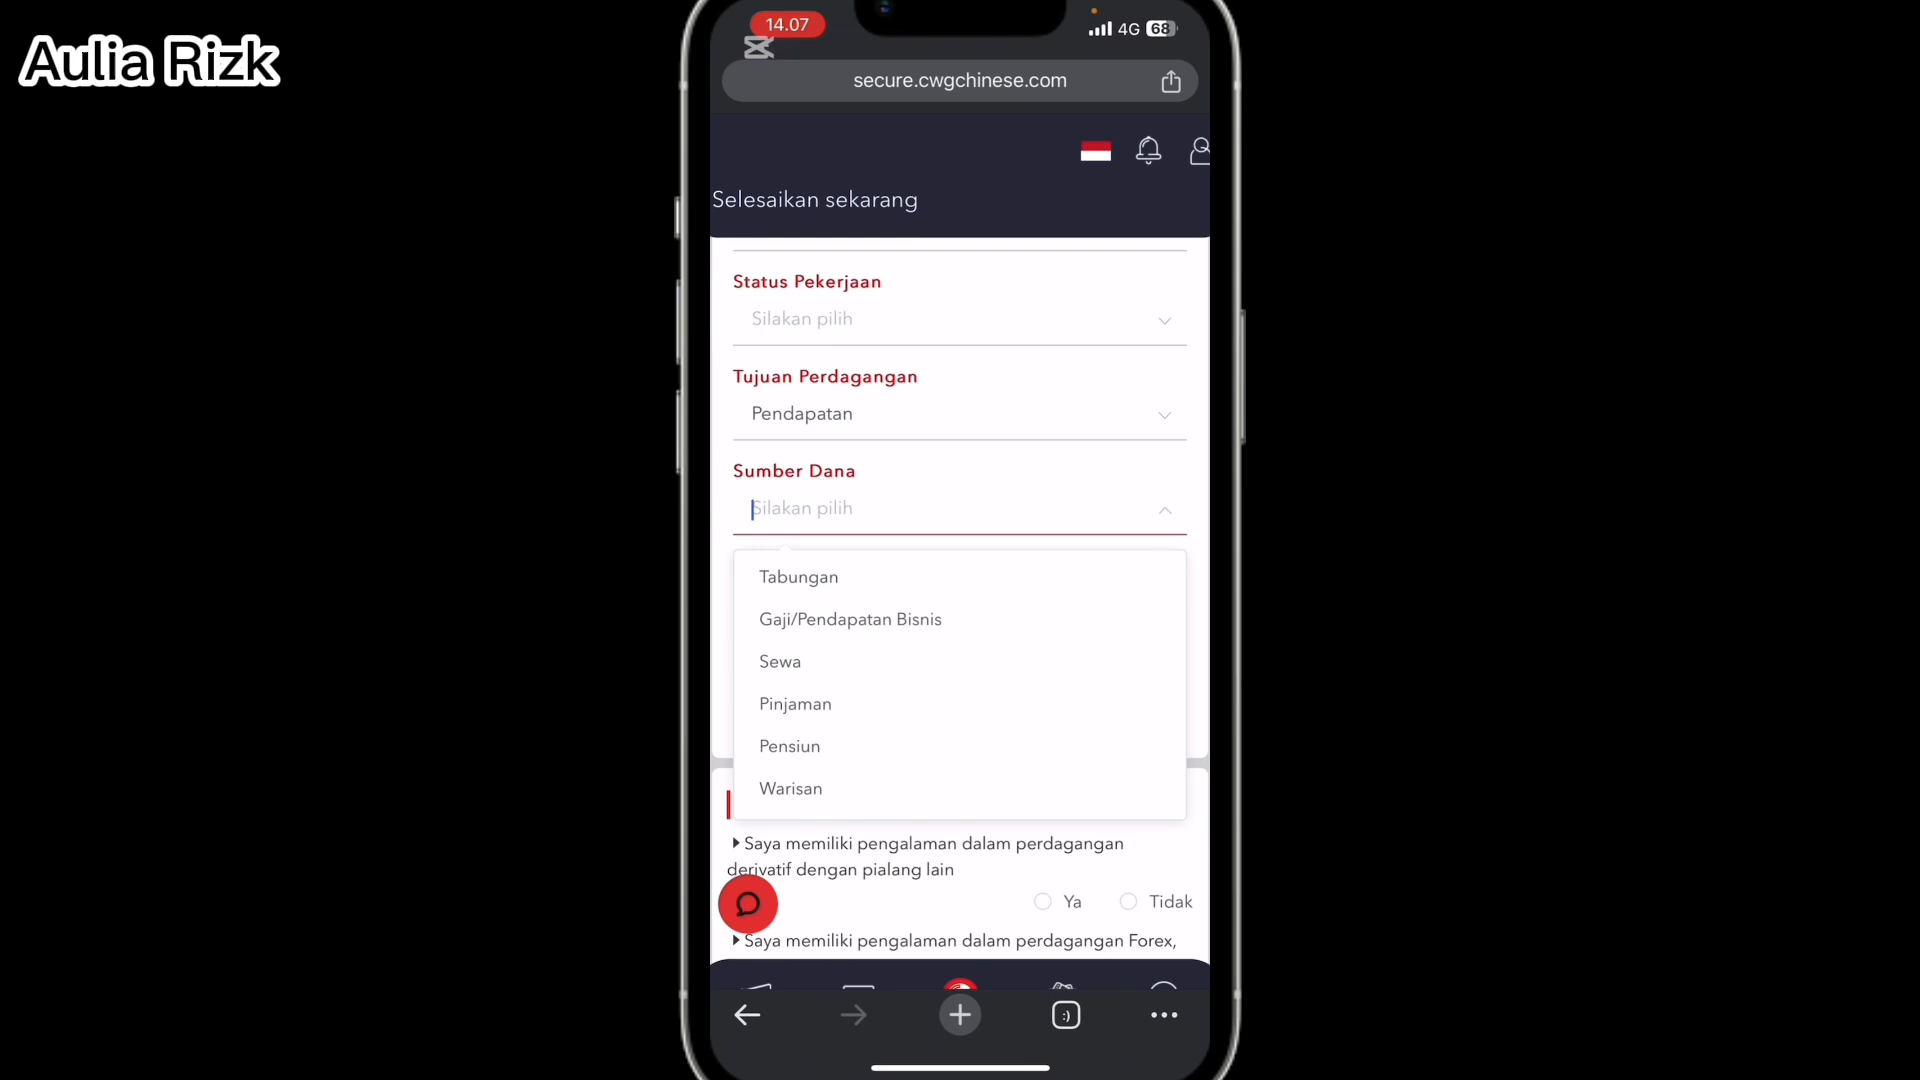 Aulia Rizk
14.07
4G 68
secure.cwgchinese.com
Selesaikan sekarang
Status Pekerjaan
Silakan pilih
Tujuan Perdagangan
Pendapatan
Sumber Dana
Silakan pilih
Tabungan
Gaji/Pendapatan Bisnis
Sewa
Pinjaman
Pensiun
Warisan
Saya memiliki pengalaman dalam perdagangan
derivatif dengan pialang lain
Ya Tidak
Saya memiliki pengalaman dalam perdagangan Forex,
:)